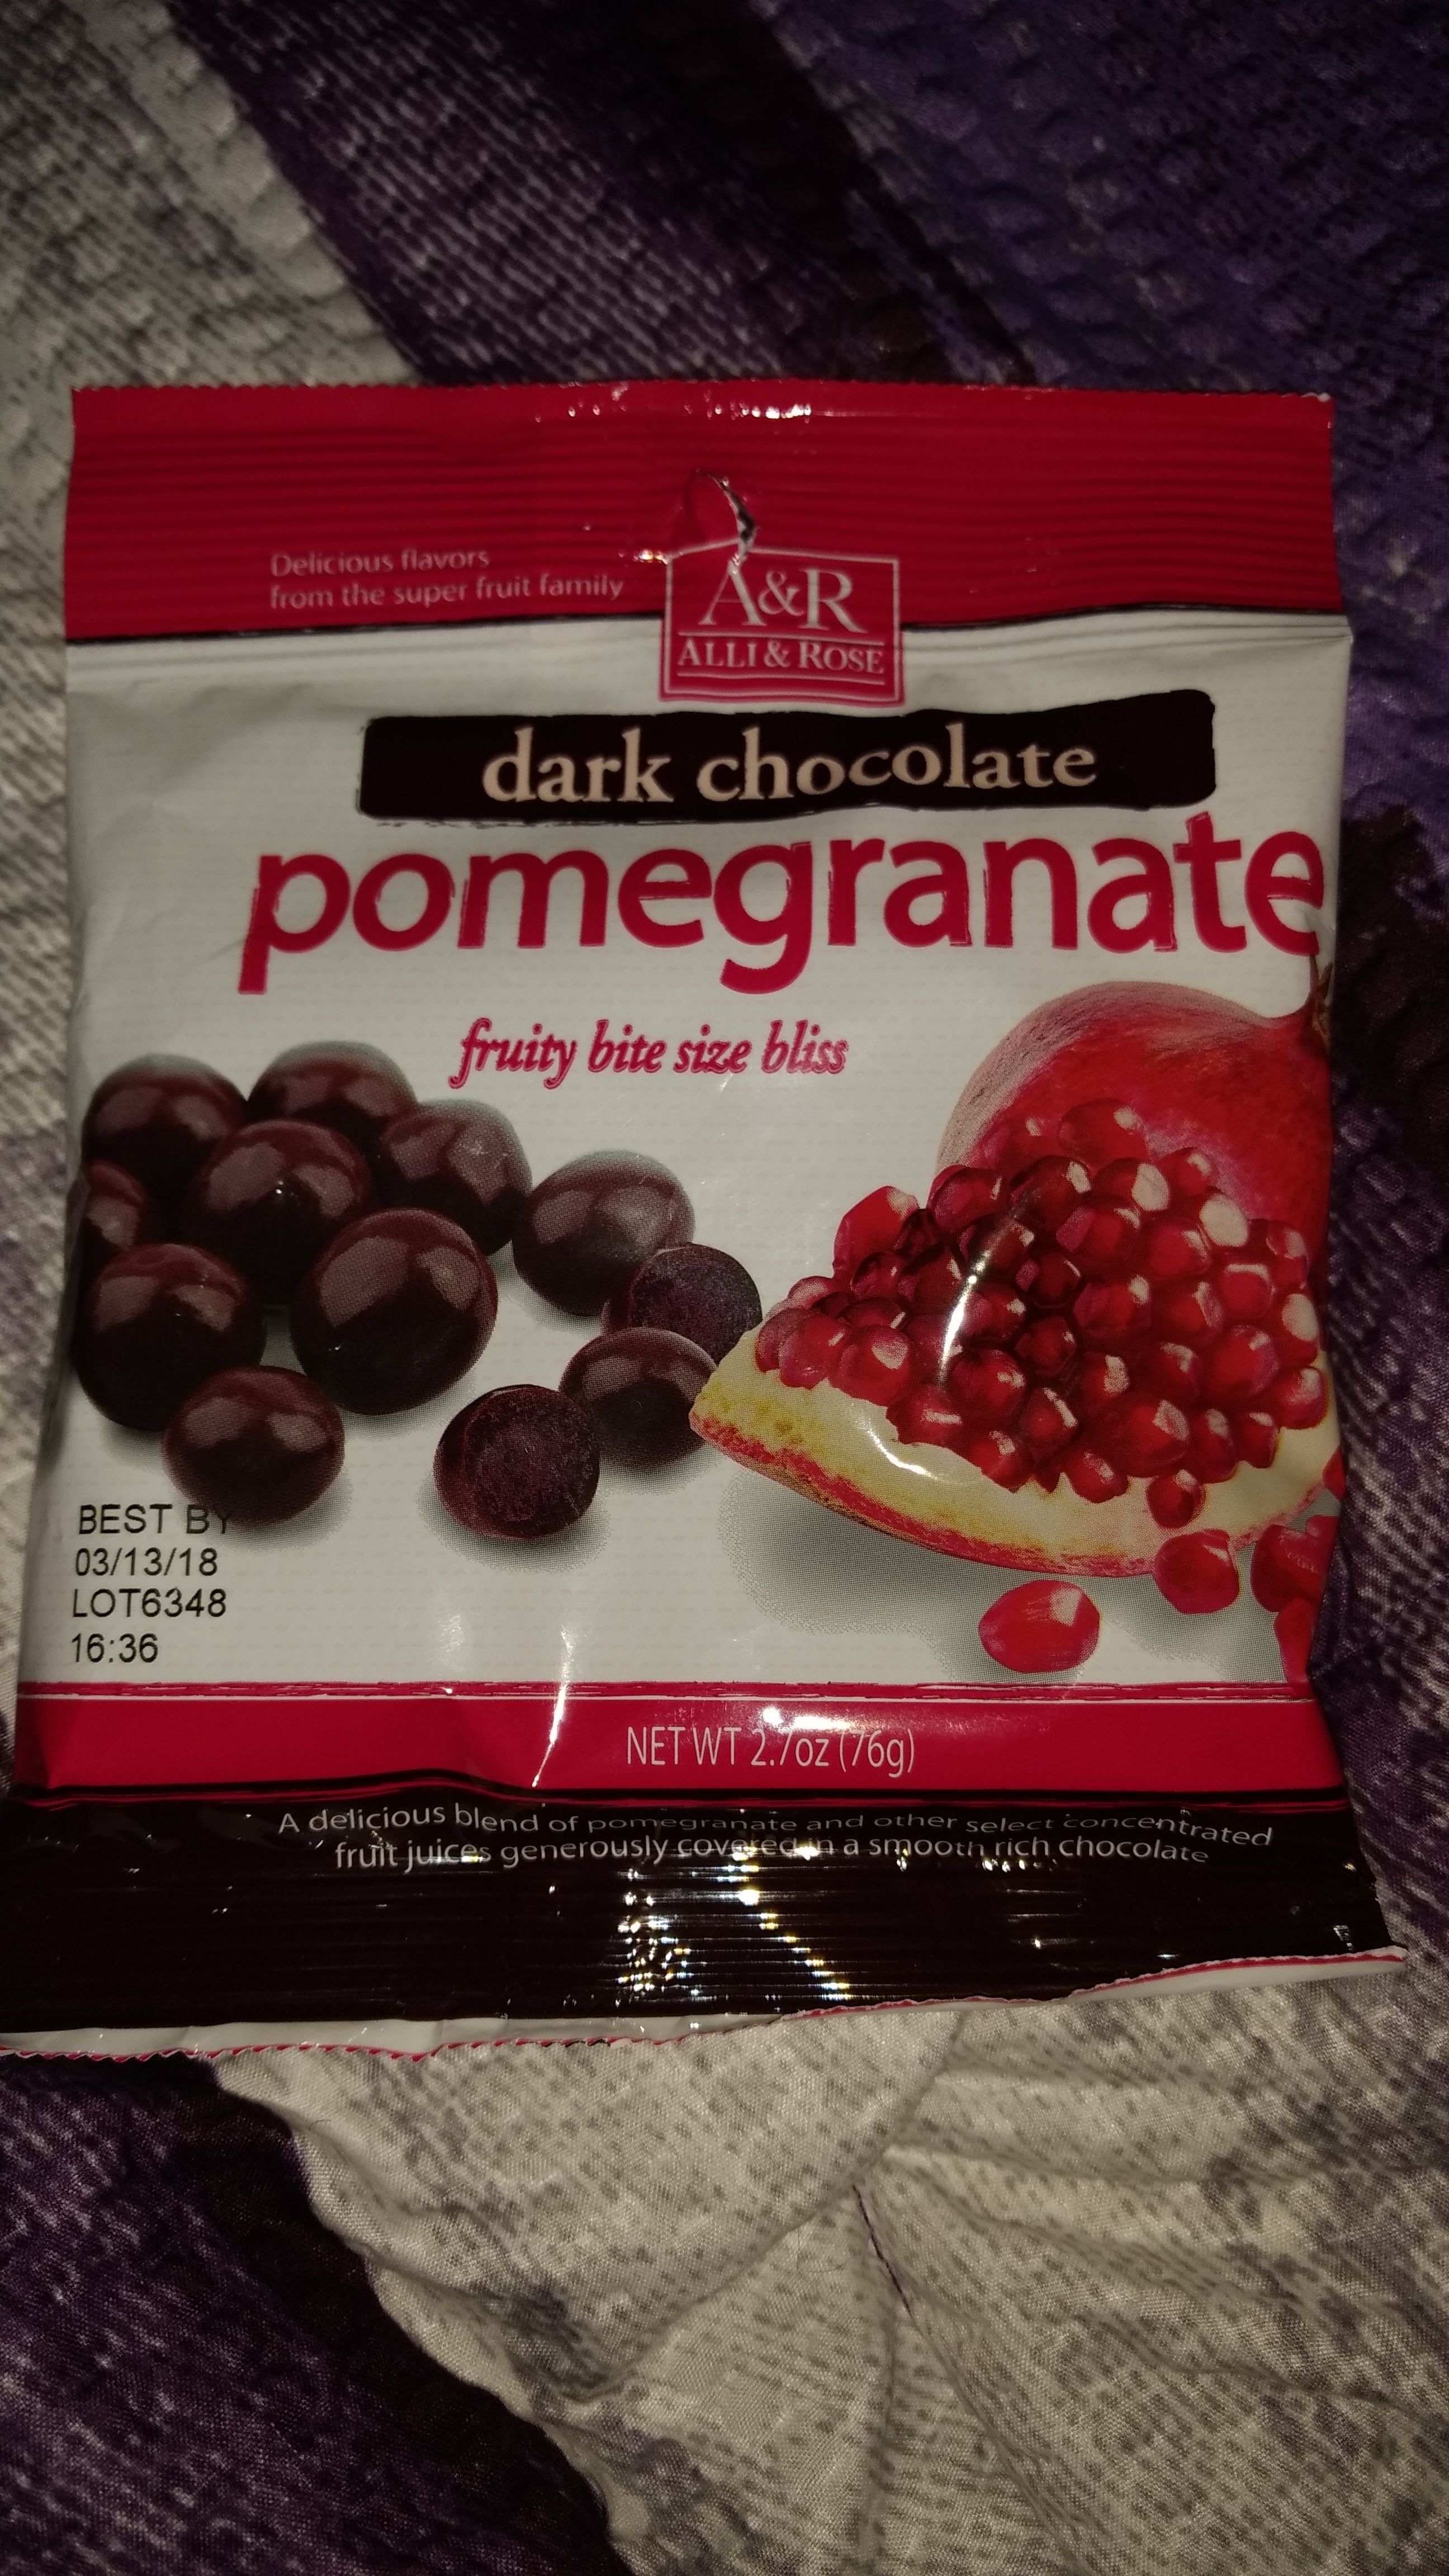 Delicious flavors
from the super fruit family
A&R
ALLI & ROSE
dark chocolate
pomegranate
fruity bite size bliss
BEST BY
03/13/18
LOT6348
16:36
NET WT 2.7oz (76g)
A delicious blend of pomegranate and other select concentrated
fruit juices generously covered in a smooth rich chocolate